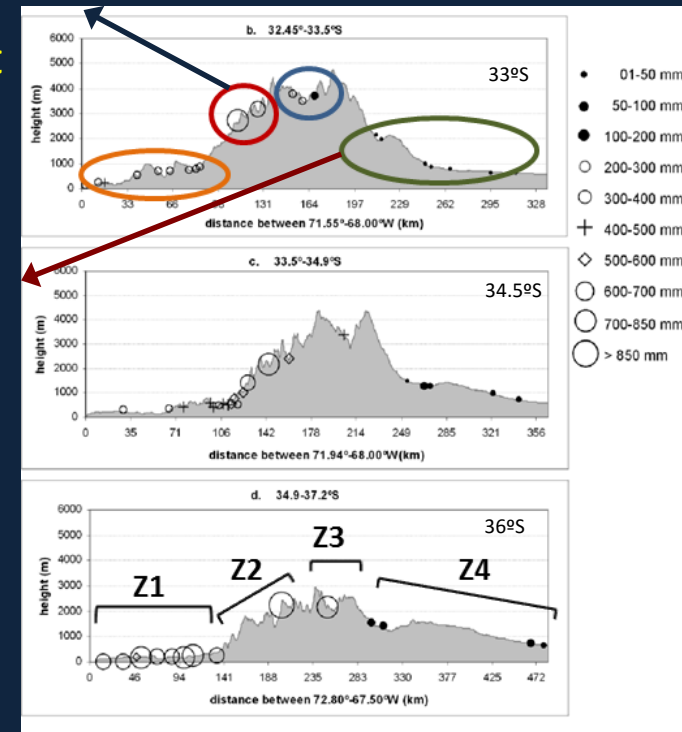 b. 32.45º-33.5ºS
33ºS
6000
5000
4000
3000
2000
1000
0
height (m)
0 33 66 131 164 197 229 262 295 328
distance between 71.55º-68.00ºW (km)
c. 33.5º-34.9ºS
34.5ºS
6000
5000
4000
3000
2000
1000
0
height (m)
0 35 71 106 142 178 214 249 285 321 356
distance between 71.94º-68.00ºW(km)
d. 34.9-37.2ºS
36ºS
6000
5000
4000
3000
2000
1000
0
height (m)
Z1 Z2 Z3 Z4
0 46 94 141 188 235 283 330 377 425 472
distance between 72.80º-67.50ºW (km)
01-50 mm
50-100 mm
100-200 mm
200-300 mm
300-400 mm
400-500 mm
500-600 mm
600-700 mm
700-850 mm
> 850 mm